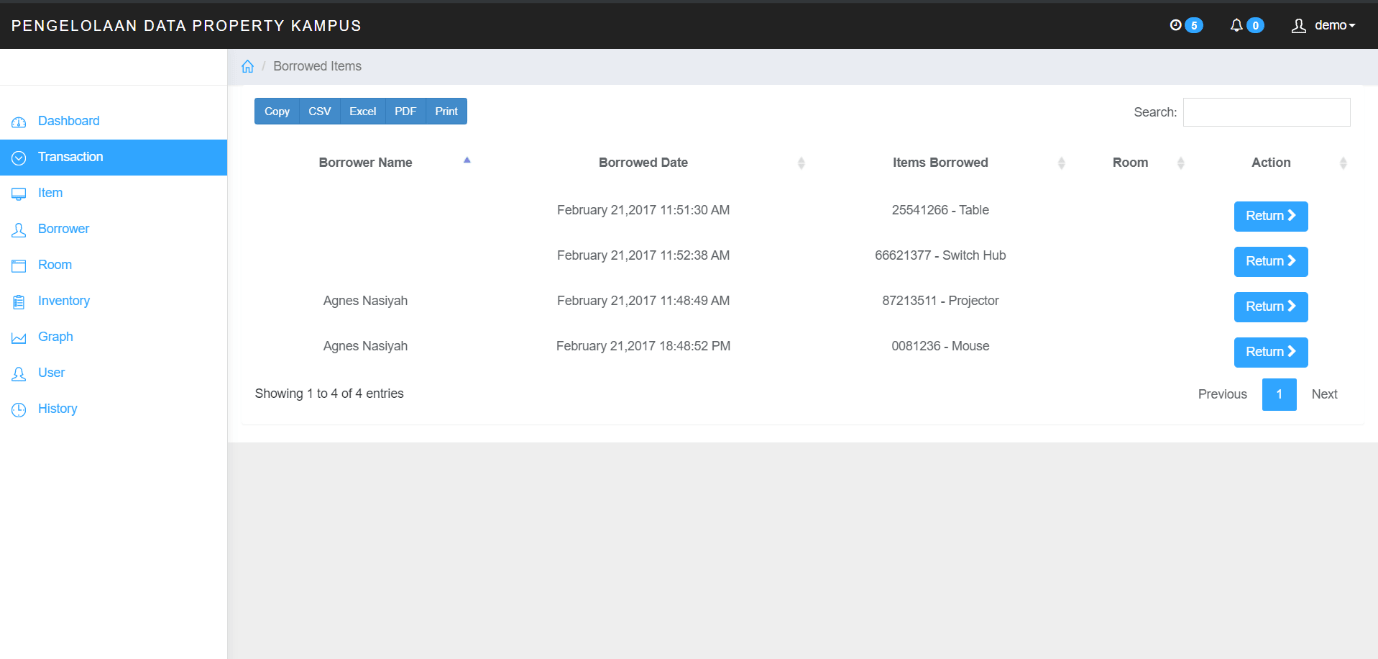 PENGELOLAAN DATA PROPERTY KAMPUS
5
0
demo
/ Borrowed Items
Dashboard
Transaction
Item
Borrower
Room
Inventory
Graph
User
History
Copy CSV Excel PDF Print
Search:
Borrower Name Borrowed Date Items Borrowed Room Action
February 21,2017 11:51:30 AM 25541266 - Table Return
February 21,2017 11:52:38 AM 66621377 - Switch Hub Return
Agnes Nasiyah February 21,2017 11:48:49 AM 87213511 - Projector Return
Agnes Nasiyah February 21,2017 18:48:52 PM 0081236 - Mouse Return
Showing 1 to 4 of 4 entries
Previous 1 Next